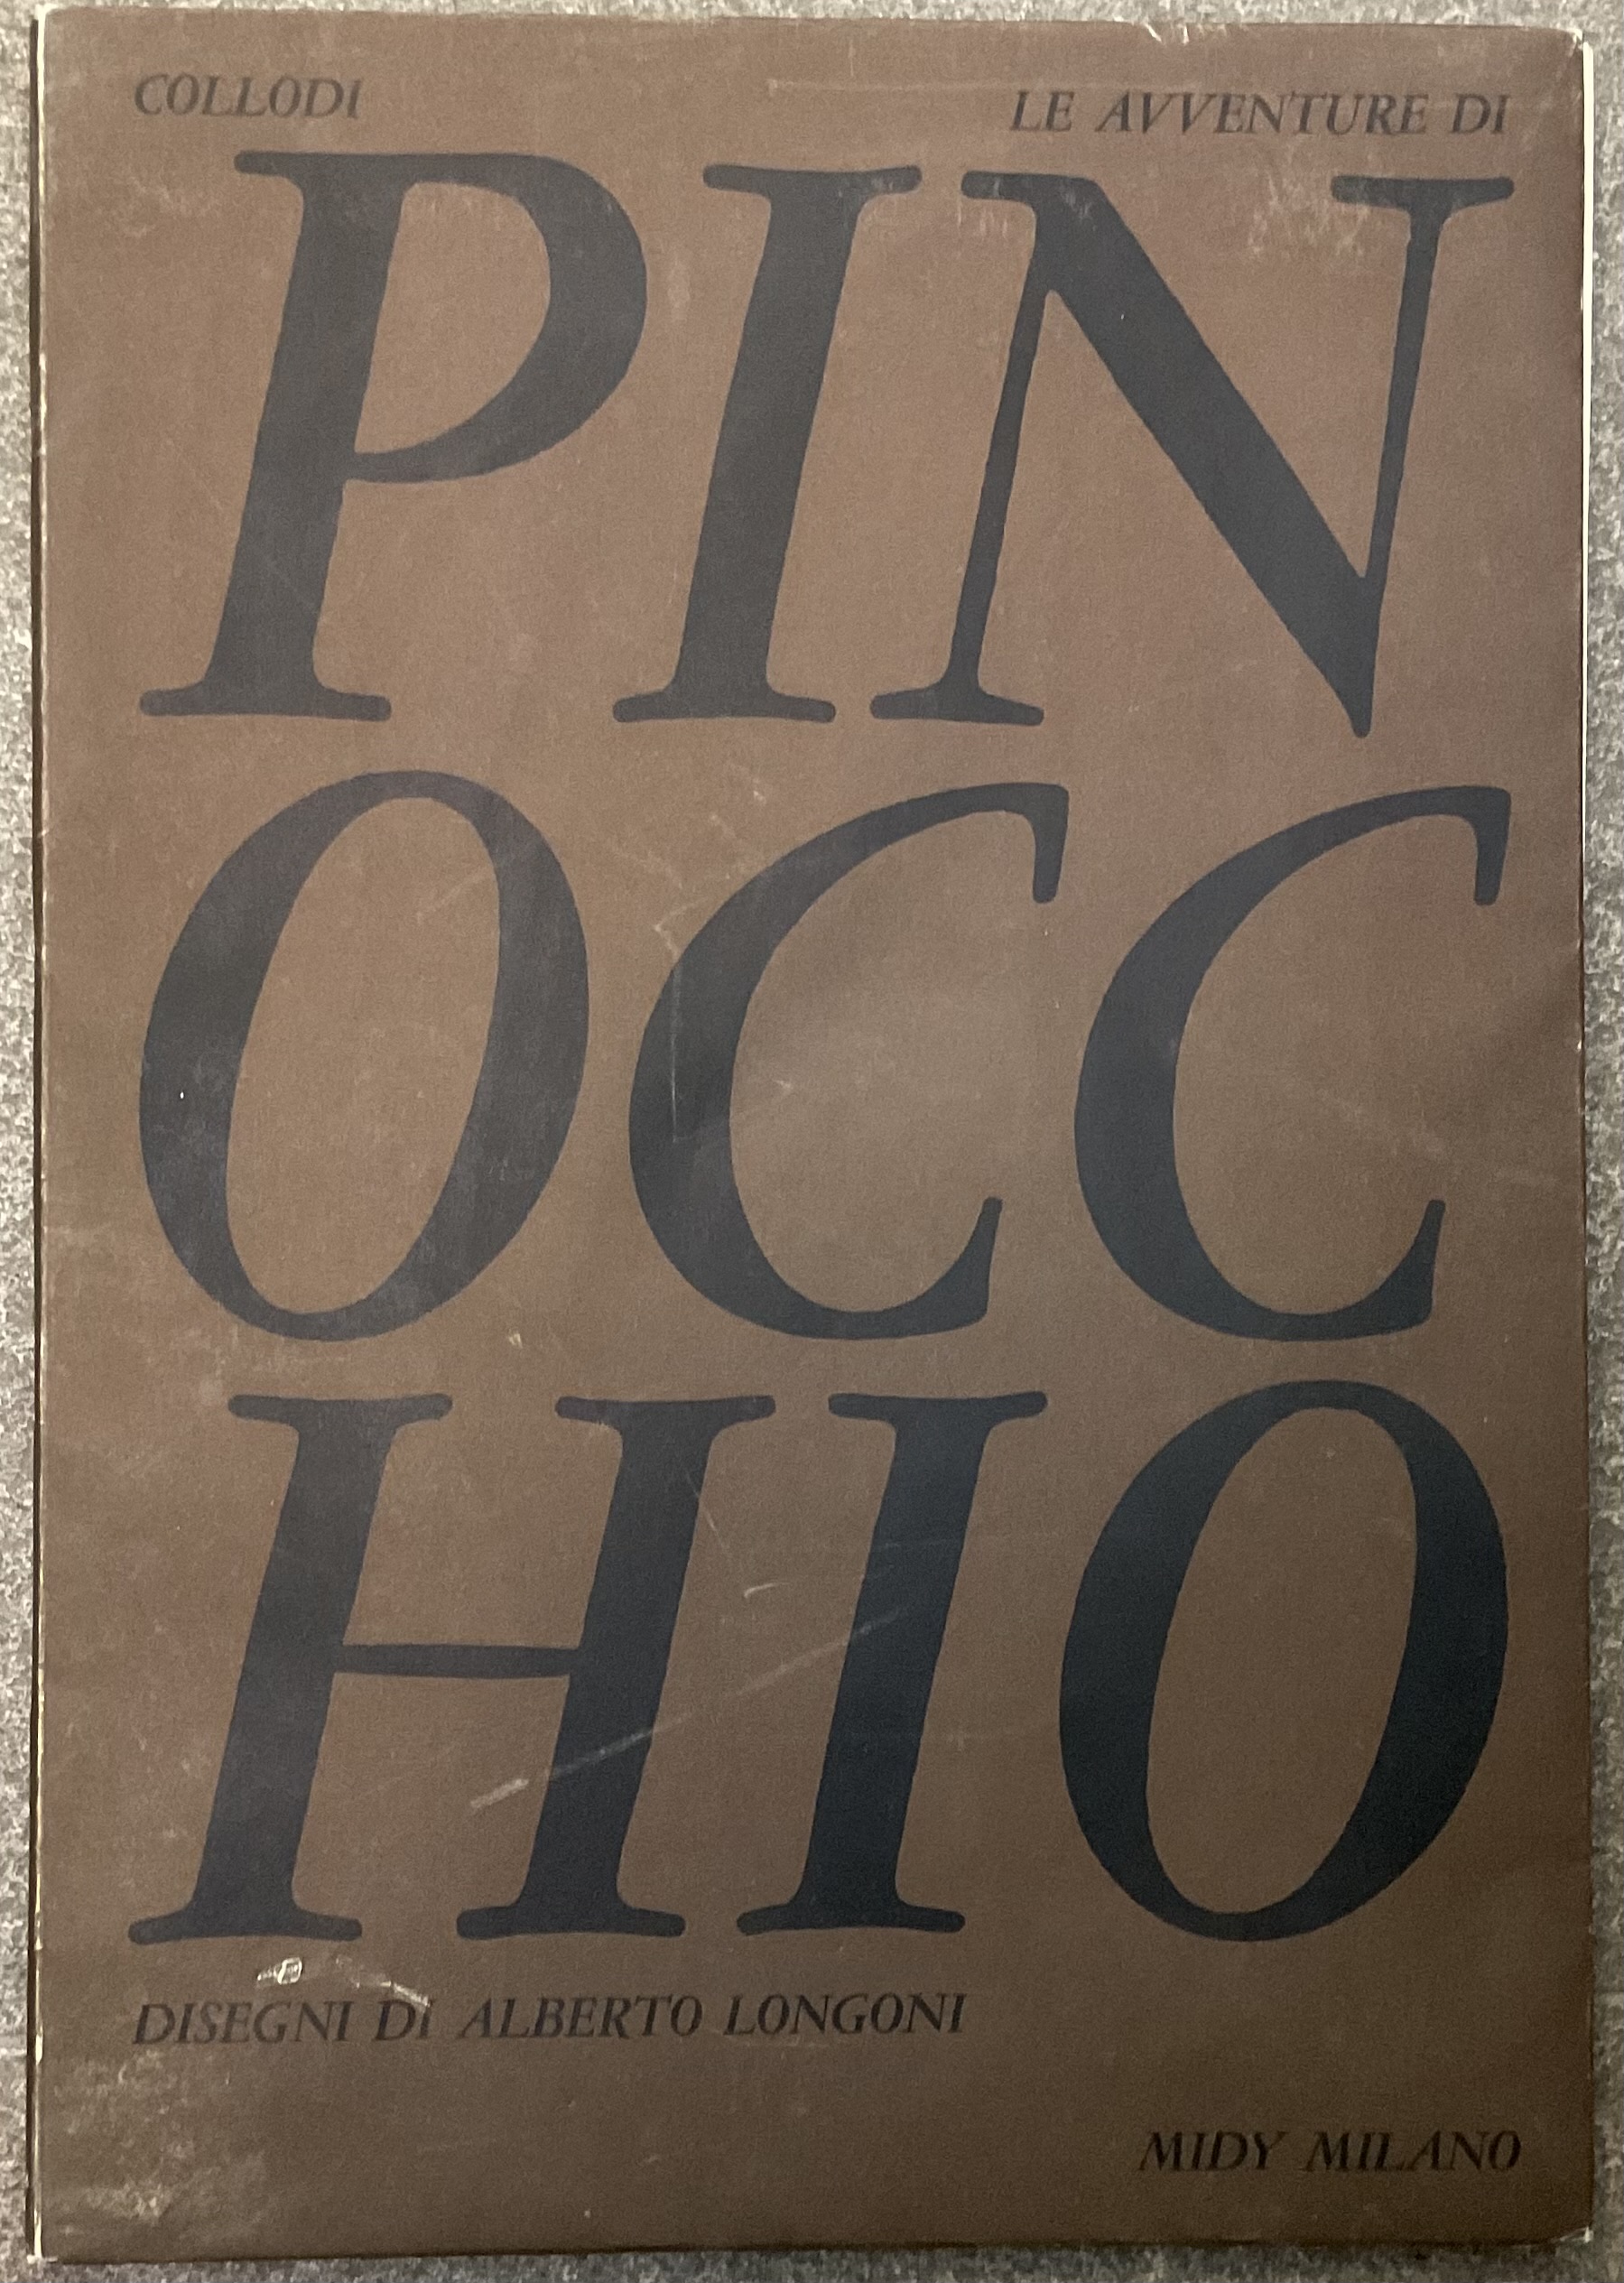 COLLODI LE AVVENTURE DI
PIN
OCC
HIO
DISEGNI DI ALBERTO LONGONI
MIDY MILANO